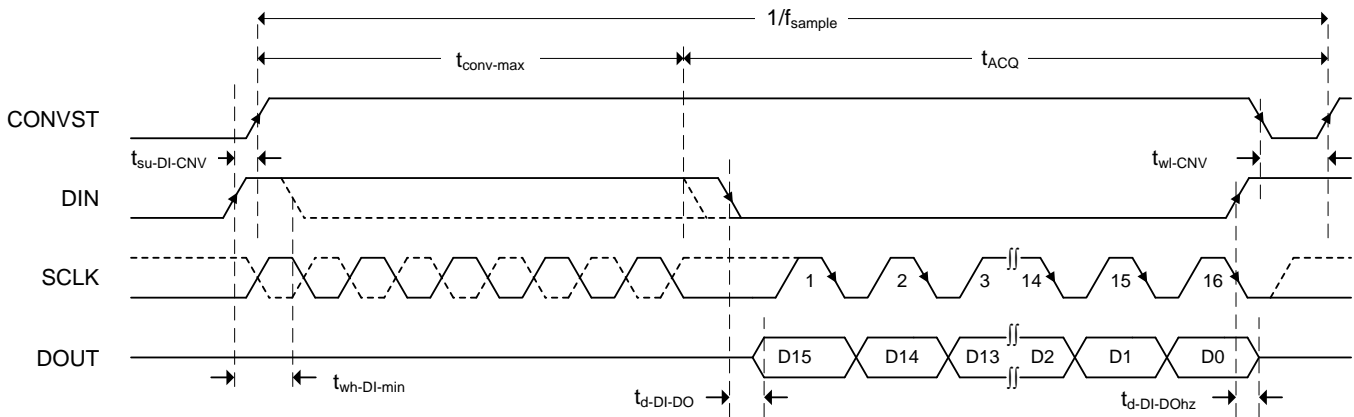 1/fsample
tconv-max
tACQ
CONVST
tsu-DI-CNV
twl-CNV
DIN
SCLK
1 2 3 14 15 16
DOUT
D15 D14 D13 D2 D1 D0
twh-DI-min
td-DI-DO
td-DI-DOhz